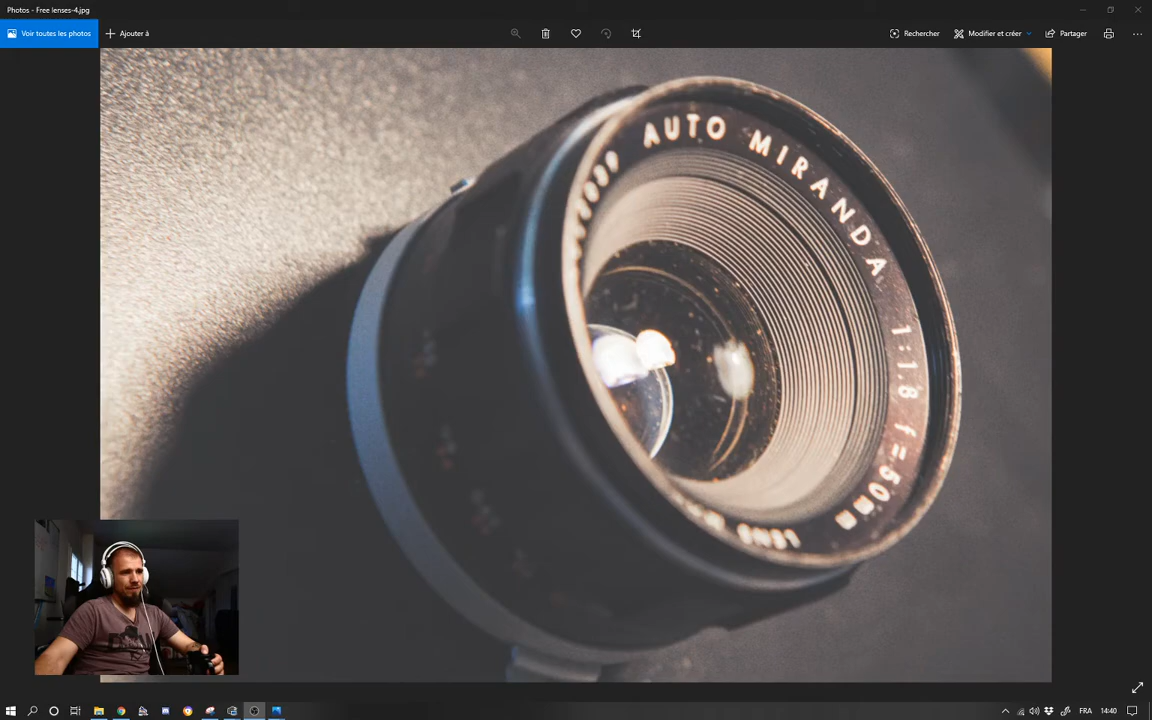 Photos - Free lenses-4.jpg
Voir toutes les photos
Ajouter à
Rechercher
Modifier et créer
Partager
AUTO MIRANDA
1:1.8 f=50mm
LENS
FRA
14:40